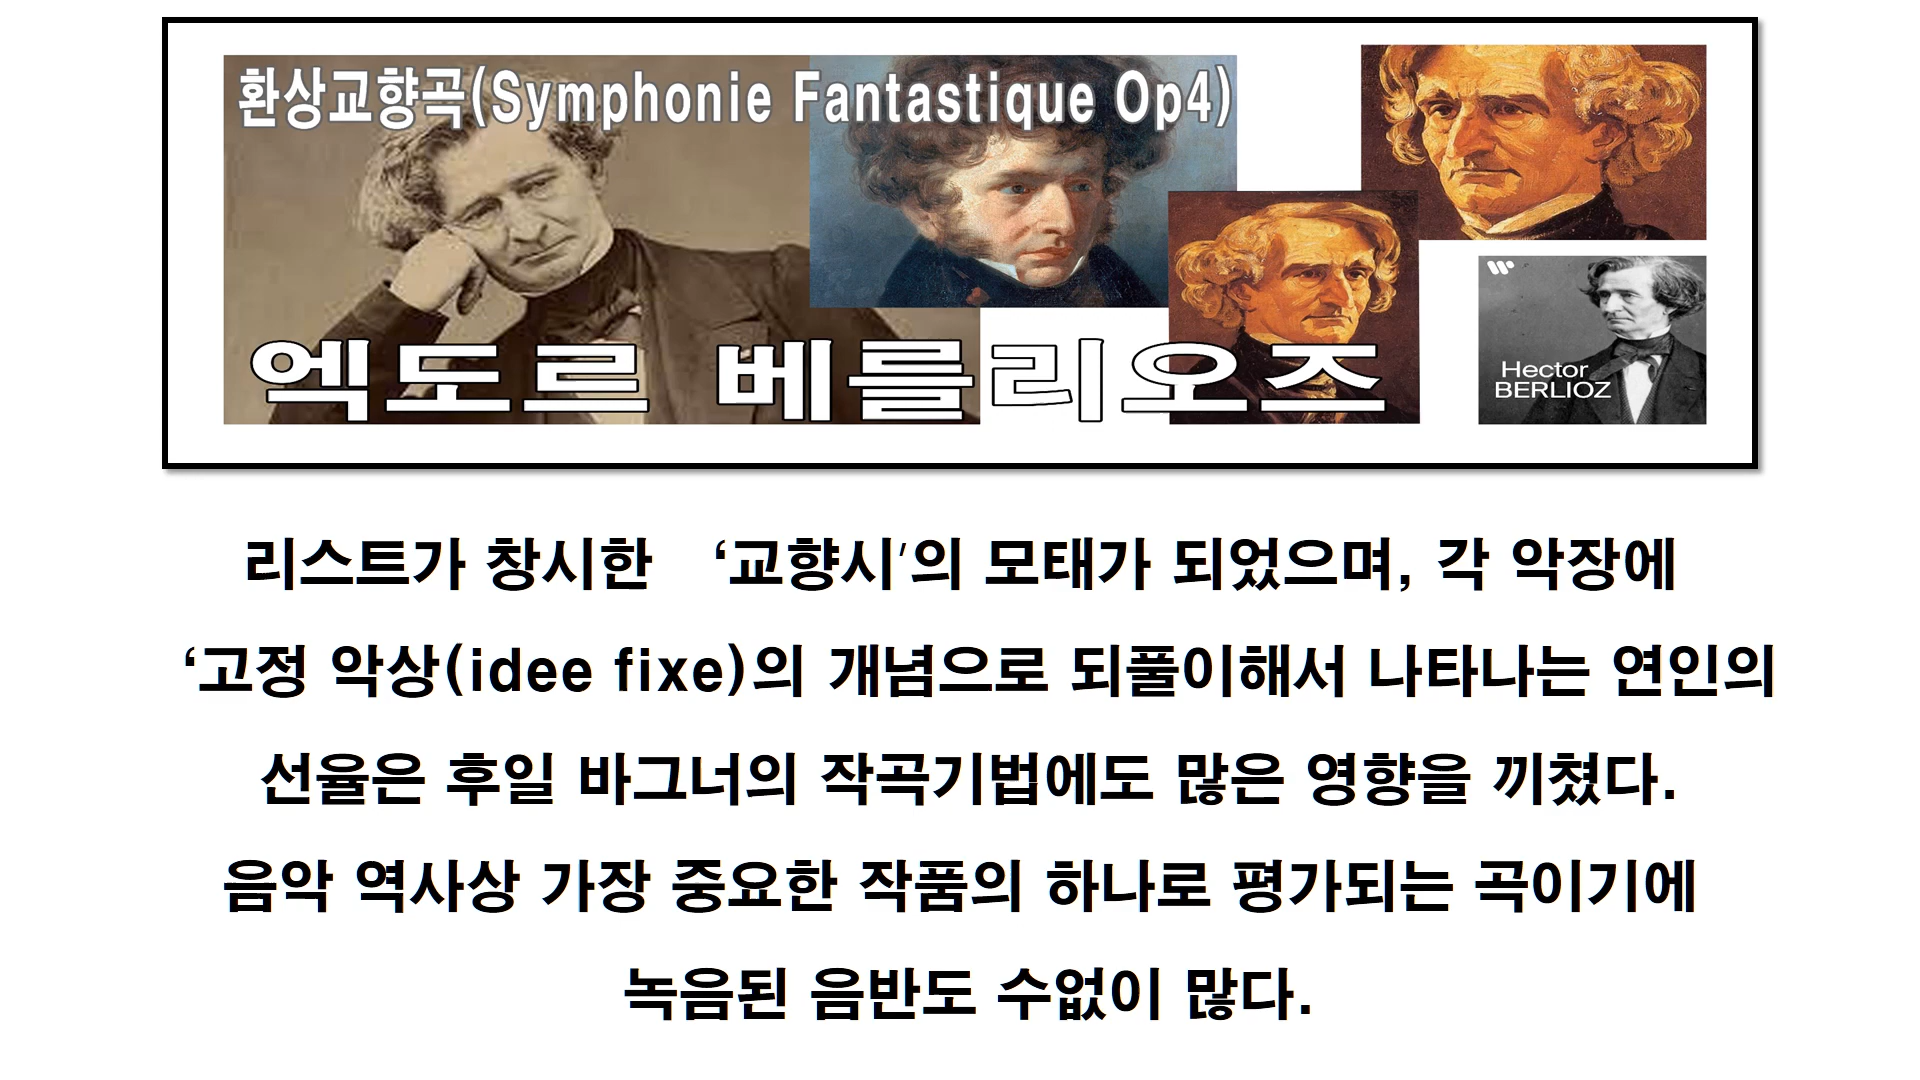 환상교향곡(Symphonie Fantastique Op4)
엑도르 베를리오즈
Hector
BERLIOZ
리스트가 창시한 ‘교향시′의 모태가 되었으며, 각 악장에
‘고정 악상(idee fixe)의 개념으로 되풀이해서 나타나는 연인의
선율은 후일 바그너의 작곡기법에도 많은 영향을 끼쳤다.
음악 역사상 가장 중요한 작품의 하나로 평가되는 곡이기에
녹음된 음반도 수없이 많다.